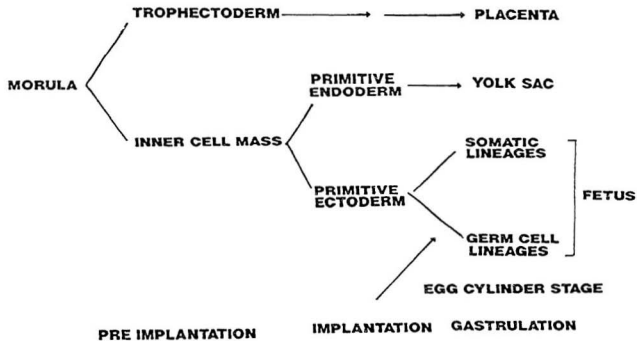 TROPHECTODERM
PLACENTA
MORULA
PRIMITIVE
ENDODERM
YOLK SAC
INNER CELL MASS
SOMATIC
LINEAGES
PRIMITIVE
ECTODERM
FETUS
GERM CELL
LINEAGES
EGG CYLINDER STAGE
PRE IMPLANTATION
IMPLANTATION
GASTRULATION